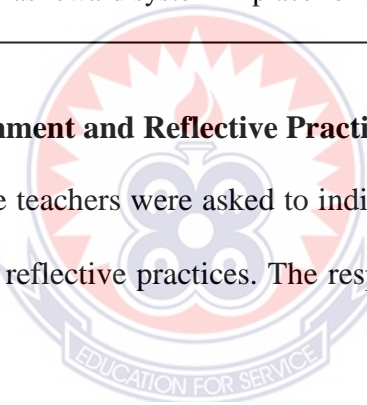 nment and Reflective Practi
e teachers were asked to indi
reflective practices. The resp
EDUCATION FOR SERVICE